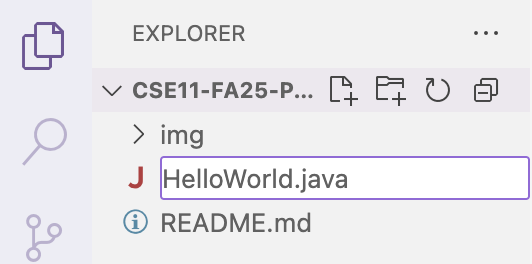 EXPLORER
CSE11-FA25-P...
img
J HelloWorld.java
README.md